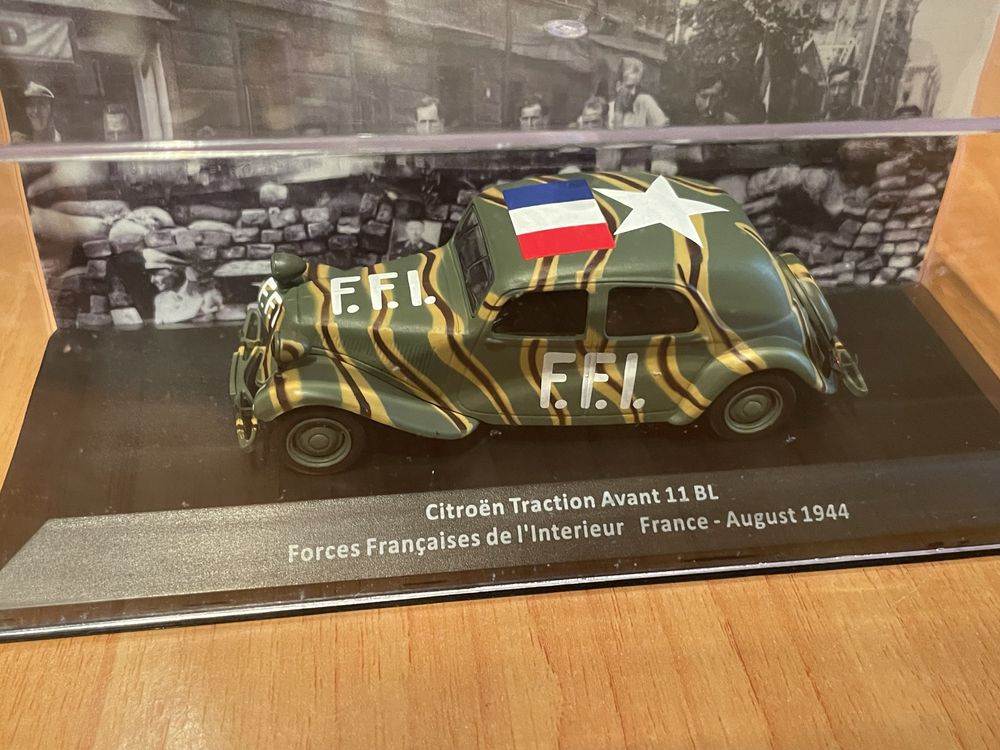 D
F.F.I.
F.F.I.
F.F.I.
Citroën Traction Avant 11 BL
Forces Françaises de l'Interieur France - August 1944